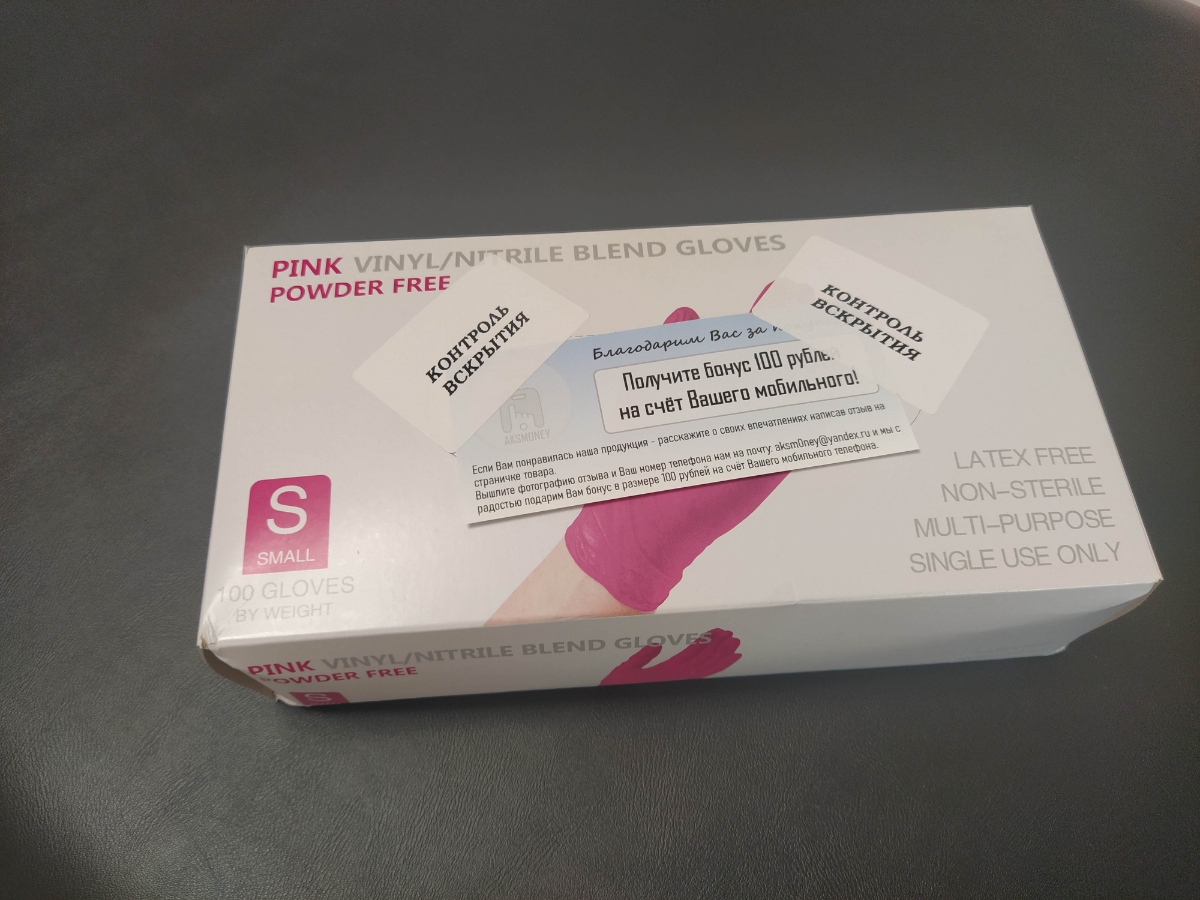 PINK VINYL/NITRILE BLEND GLOVES
POWDER FREE
КОНТРОЛЬ
ВСКРЫТИЯ
КОНТРОЛЬ
ВСКРЫТИЯ
Благодарим Вас за
Получите бонус 100
на счёт Вашего мобильного!
AKSMONEY
Если Вам понравилась наша продукция - расскажите о своих впечатлениях написав отзыв на
страничке товара.
Вышлите фотографию отзыва и Ваш номер телефона нам на почту: aksm0ney@yandex.ru и мы с
радостью подарим Вам бонус в размере 100 рублей на счёт Вашего мобильного телефона.
S
SMALL
100 GLOVES
BY WEIGHT
LATEX FREE
NON-STERILE
MULTI-PURPOSE
SINGLE USE ONLY
PINK VINYL/NITRILE BLEND GLOVES
POWDER FREE
S